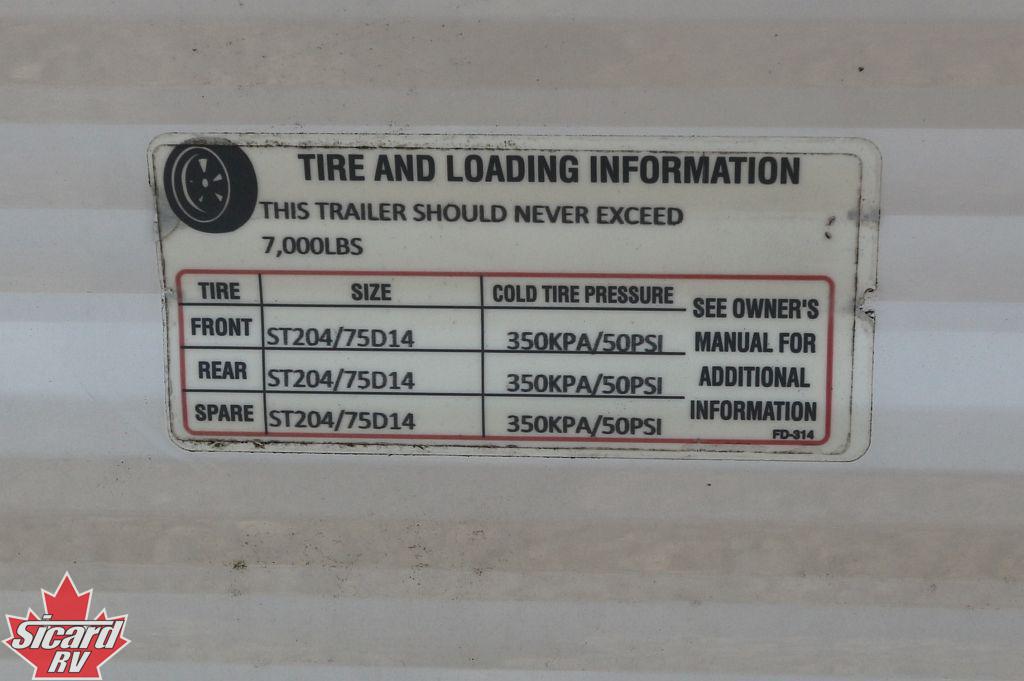 TIRE AND LOADING INFORMATION
THIS TRAILER SHOULD NEVER EXCEED
7,000LBS
TIRE SIZE COLD TIRE PRESSURE
FRONT ST204/75D14 350KPA/50PSI
REAR ST204/75D14 350KPA/50PSI
SPARE ST204/75D14 350KPA/50PSI
SEE OWNER'S
MANUAL FOR
ADDITIONAL
INFORMATION
FD-314
Sicard
RV